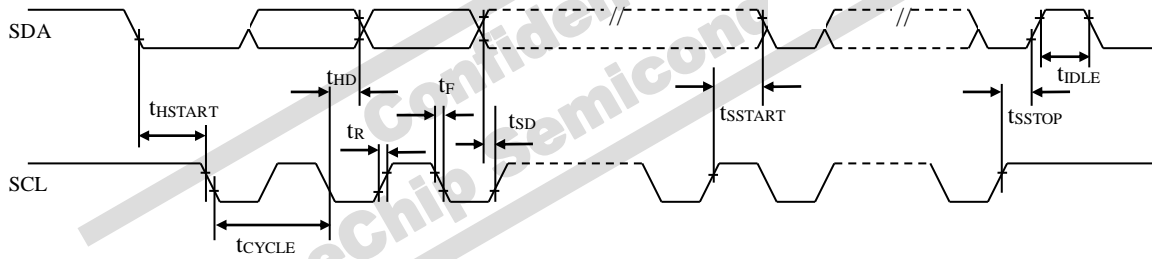 SDA
tHD
tF
tIDLE
tHSTART
tR
tSD
tSSTART
tSSTOP
SCL
tCYCLE